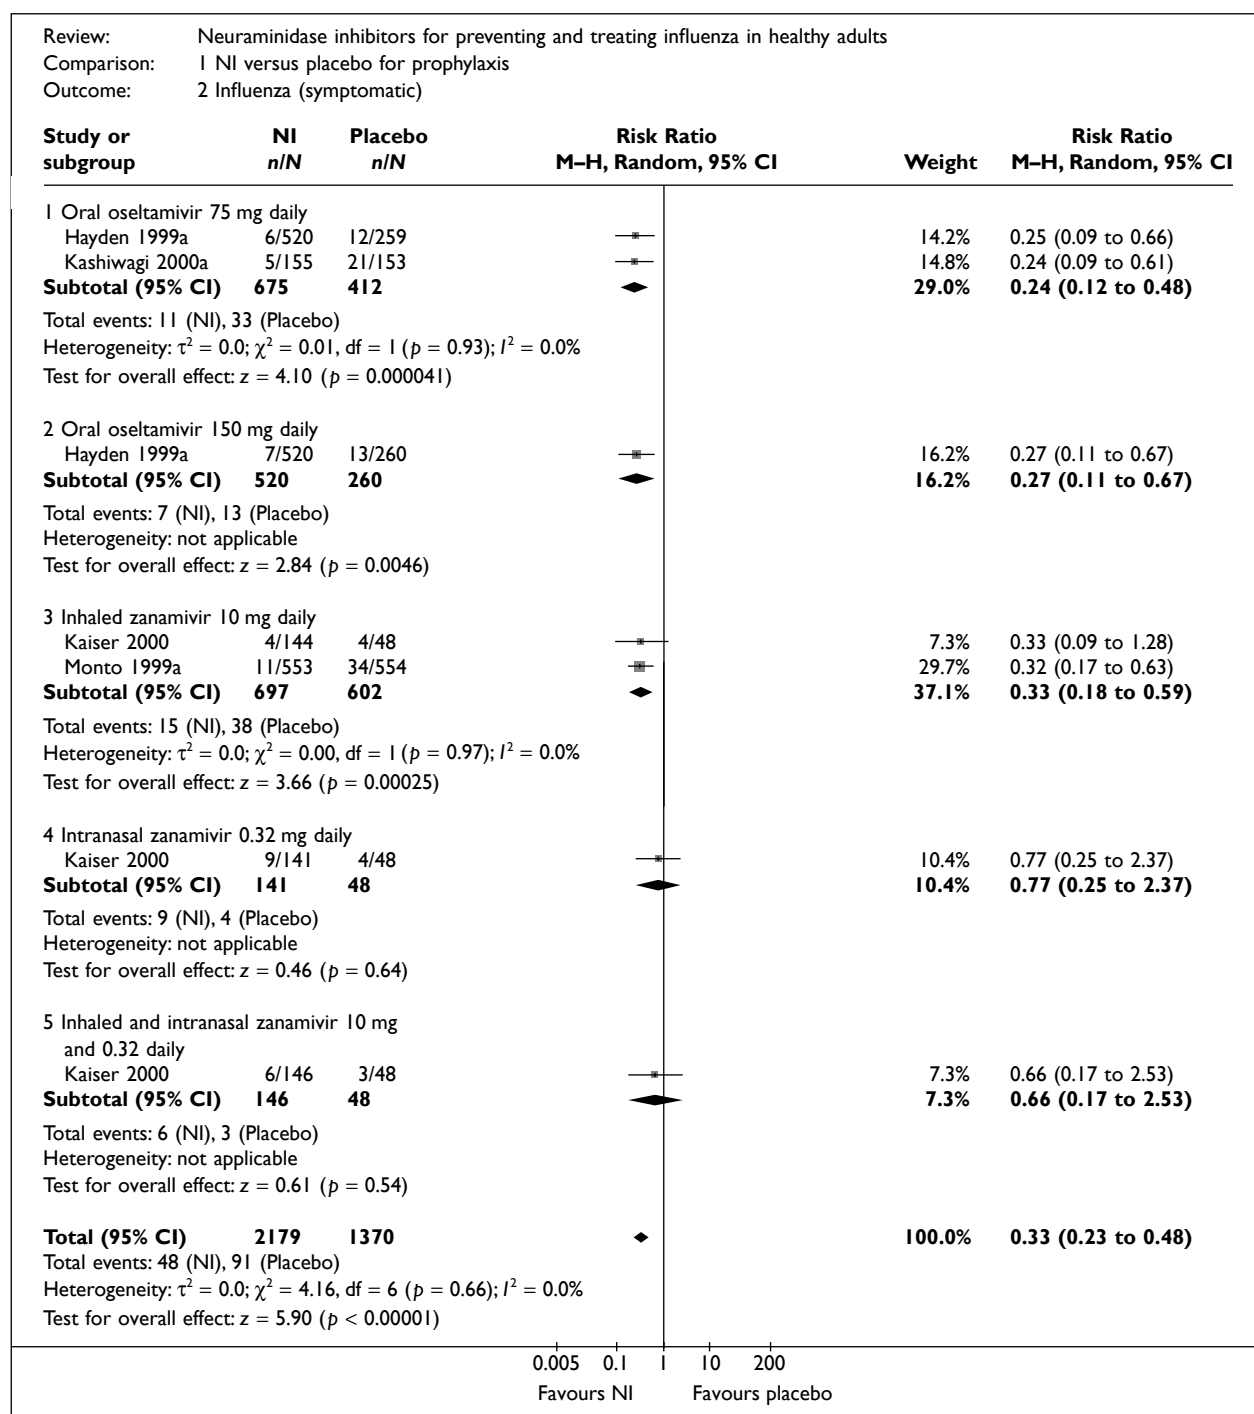 Review: Neuraminidase inhibitors for preventing and treating influenza in healthy adults
Comparison: 1 NI versus placebo for prophylaxis
Outcome: 2 Influenza (symptomatic)
Study or NI Placebo Risk Ratio Risk Ratio
subgroup n/N n/N M–H, Random, 95% CI Weight M–H, Random, 95% CI
1 Oral oseltamivir 75 mg daily
Hayden 1999a 6/520 12/259 14.2% 0.25 (0.09 to 0.66)
Kashiwagi 2000a 5/155 21/153 14.8% 0.24 (0.09 to 0.61)
Subtotal (95% CI) 675 412 29.0% 0.24 (0.12 to 0.48)
Total events: 11 (NI), 33 (Placebo)
Heterogeneity: τ² = 0.0; χ² = 0.01, df = 1 (p = 0.93); I² = 0.0%
Test for overall effect: z = 4.10 (p = 0.000041)
2 Oral oseltamivir 150 mg daily
Hayden 1999a 7/520 13/260 16.2% 0.27 (0.11 to 0.67)
Subtotal (95% CI) 520 260 16.2% 0.27 (0.11 to 0.67)
Total events: 7 (NI), 13 (Placebo)
Heterogeneity: not applicable
Test for overall effect: z = 2.84 (p = 0.0046)
3 Inhaled zanamivir 10 mg daily
Kaiser 2000 4/144 4/48 7.3% 0.33 (0.09 to 1.28)
Monto 1999a 11/553 34/554 29.7% 0.32 (0.17 to 0.63)
Subtotal (95% CI) 697 602 37.1% 0.33 (0.18 to 0.59)
Total events: 15 (NI), 38 (Placebo)
Heterogeneity: τ² = 0.0; χ² = 0.00, df = 1 (p = 0.97); I² = 0.0%
Test for overall effect: z = 3.66 (p = 0.00025)
4 Intranasal zanamivir 0.32 mg daily
Kaiser 2000 9/141 4/48 10.4% 0.77 (0.25 to 2.37)
Subtotal (95% CI) 141 48 10.4% 0.77 (0.25 to 2.37)
Total events: 9 (NI), 4 (Placebo)
Heterogeneity: not applicable
Test for overall effect: z = 0.46 (p = 0.64)
5 Inhaled and intranasal zanamivir 10 mg
and 0.32 daily
Kaiser 2000 6/146 3/48 7.3% 0.66 (0.17 to 2.53)
Subtotal (95% CI) 146 48 7.3% 0.66 (0.17 to 2.53)
Total events: 6 (NI), 3 (Placebo)
Heterogeneity: not applicable
Test for overall effect: z = 0.61 (p = 0.54)
Total (95% CI) 2179 1370 100.0% 0.33 (0.23 to 0.48)
Total events: 48 (NI), 91 (Placebo)
Heterogeneity: τ² = 0.0; χ² = 4.16, df = 6 (p = 0.66); I² = 0.0%
Test for overall effect: z = 5.90 (p < 0.00001)
0.005 0.1 1 10 200
Favours NI Favours placebo